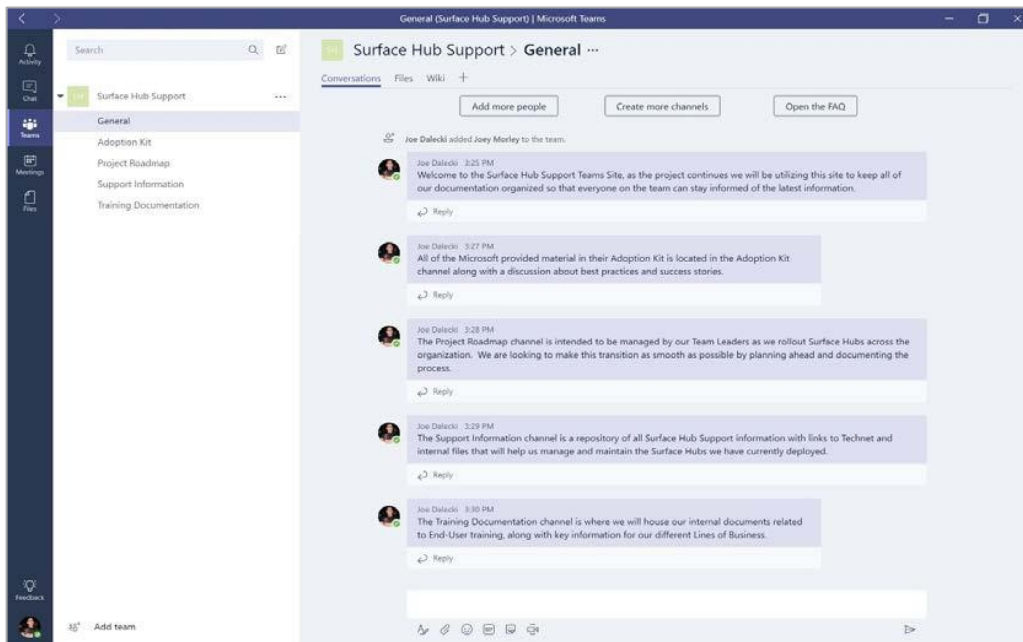 General (Surface Hub Support) | Microsoft Teams
Activity
Chat
Teams
Meetings
Files
Feedback
Search
Surface Hub Support
General
Adoption Kit
Project Roadmap
Support Information
Training Documentation
Add team
Surface Hub Support > General
Conversations Files Wiki
Add more people Create more channels Open the FAQ
Joe Dalecki added Joey Morley to the team.
Joe Dalecki 3:25 PM
Welcome to the Surface Hub Support Teams Site, as the project continues we will be utilizing this site to keep all of
our documentation organized so that everyone on the team can stay informed of the latest information.
Reply
Joe Dalecki 3:27 PM
All of the Microsoft provided material in their Adoption Kit is located in the Adoption Kit
channel along with a discussion about best practices and success stories.
Reply
Joe Dalecki 3:28 PM
The Project Roadmap channel is intended to be managed by our Team Leaders as we rollout Surface Hubs across the
organization. We are looking to make this transition as smooth as possible by planning ahead and documenting the
process.
Reply
Joe Dalecki 3:29 PM
The Support Information channel is a repository of all Surface Hub Support information with links to Technet and
internal files that will help us manage and maintain the Surface Hubs we have currently deployed.
Reply
Joe Dalecki 3:30 PM
The Training Documentation channel is where we will house our internal documents related
to End-User training, along with key information for our different Lines of Business.
Reply